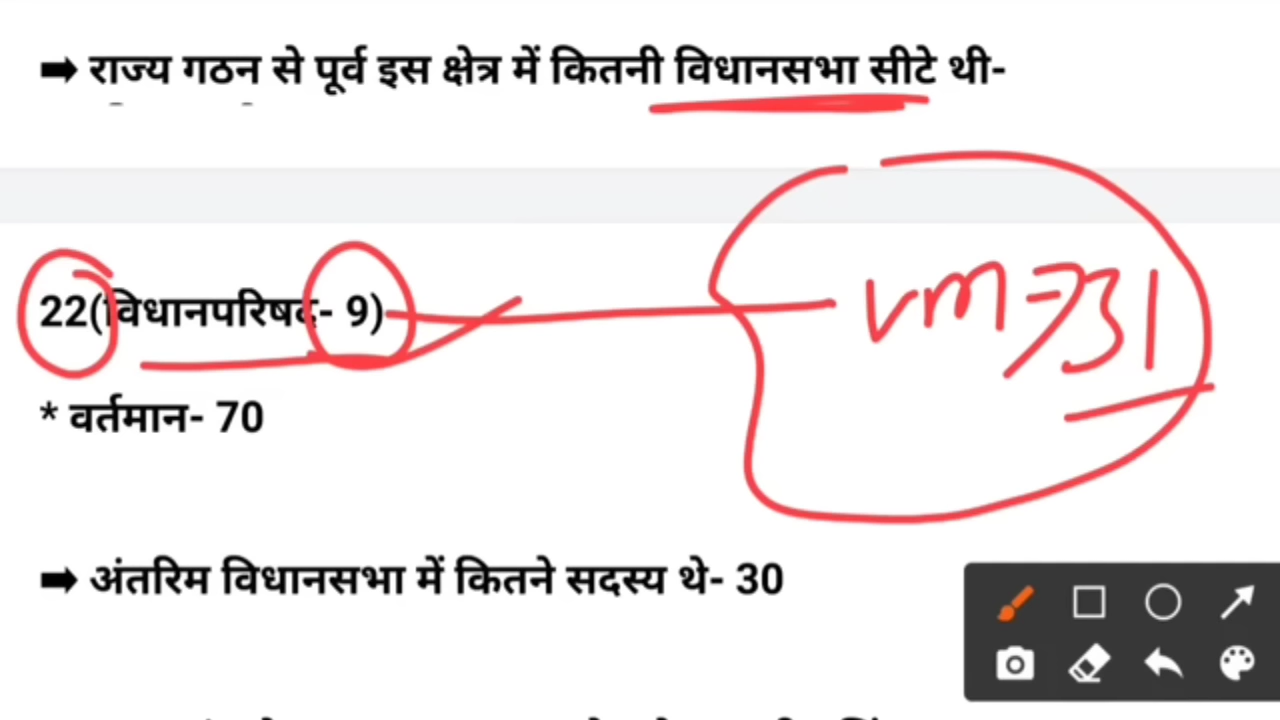 ➡ राज्य गठन से पूर्व इस क्षेत्र में कितनी विधानसभा सीटे थी-
22(विधानपरिषद- 9)
vm → 31
* वर्तमान- 70
➡ अंतरिम विधानसभा में कितने सदस्य थे- 30